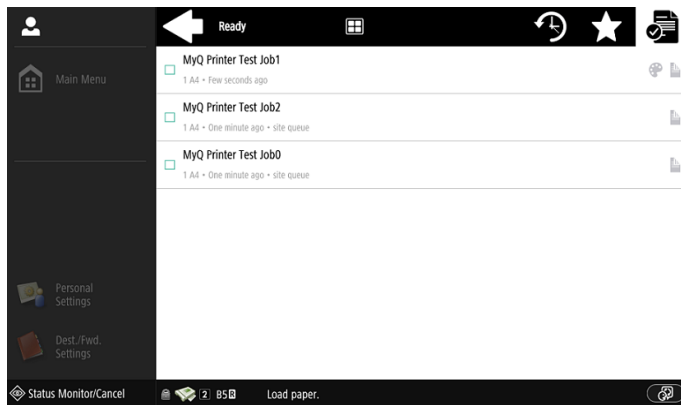 Ready
Main Menu
MyQ Printer Test Job1
1 A4 • Few seconds ago
MyQ Printer Test Job2
1 A4 • One minute ago • site queue
MyQ Printer Test Job0
1 A4 • One minute ago • site queue
Personal
Settings
Dest./Fwd.
Settings
Status Monitor/Cancel
2 B5R Load paper.